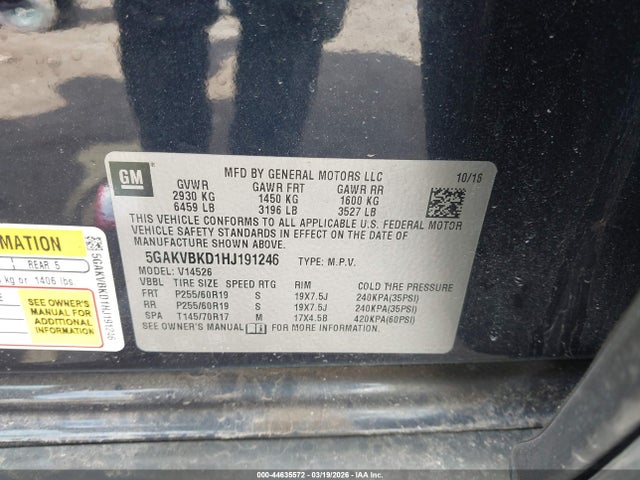 GM
MFD BY GENERAL MOTORS LLC
10/16
GVWR GAWR FRT GAWR RR
2930 KG 1450 KG 1600 KG
6459 LB 3196 LB 3527 LB
THIS VEHICLE CONFORMS TO ALL APPLICABLE U.S. FEDERAL MOTOR
VEHICLE SAFETY STANDARDS IN EFFECT ON THE DATE OF
MANUFACTURE SHOWN ABOVE.
5GAKVBKD1HJ191246 TYPE: M.P.V.
MODEL: V14526
VBBL TIRE SIZE SPEED RTG RIM COLD TIRE PRESSURE
FRT P255/60R19 S 19X7.5J 240KPA(35PSI)
RR P255/60R19 S 19X7.5J 240KPA(35PSI)
SPA T145/70R17 M 17X4.5B 420KPA(60PSI)
SEE OWNER'S MANUAL FOR MORE INFORMATION.
RMATION
1 REAR 5
kg or 1406 lbs
SEE OWNER'S
MANUAL FOR
ADDITIONAL
INFORMATION
5GAKVBKD1HJ191246
000-44635572 | 03/19/2026 - IAA Inc.